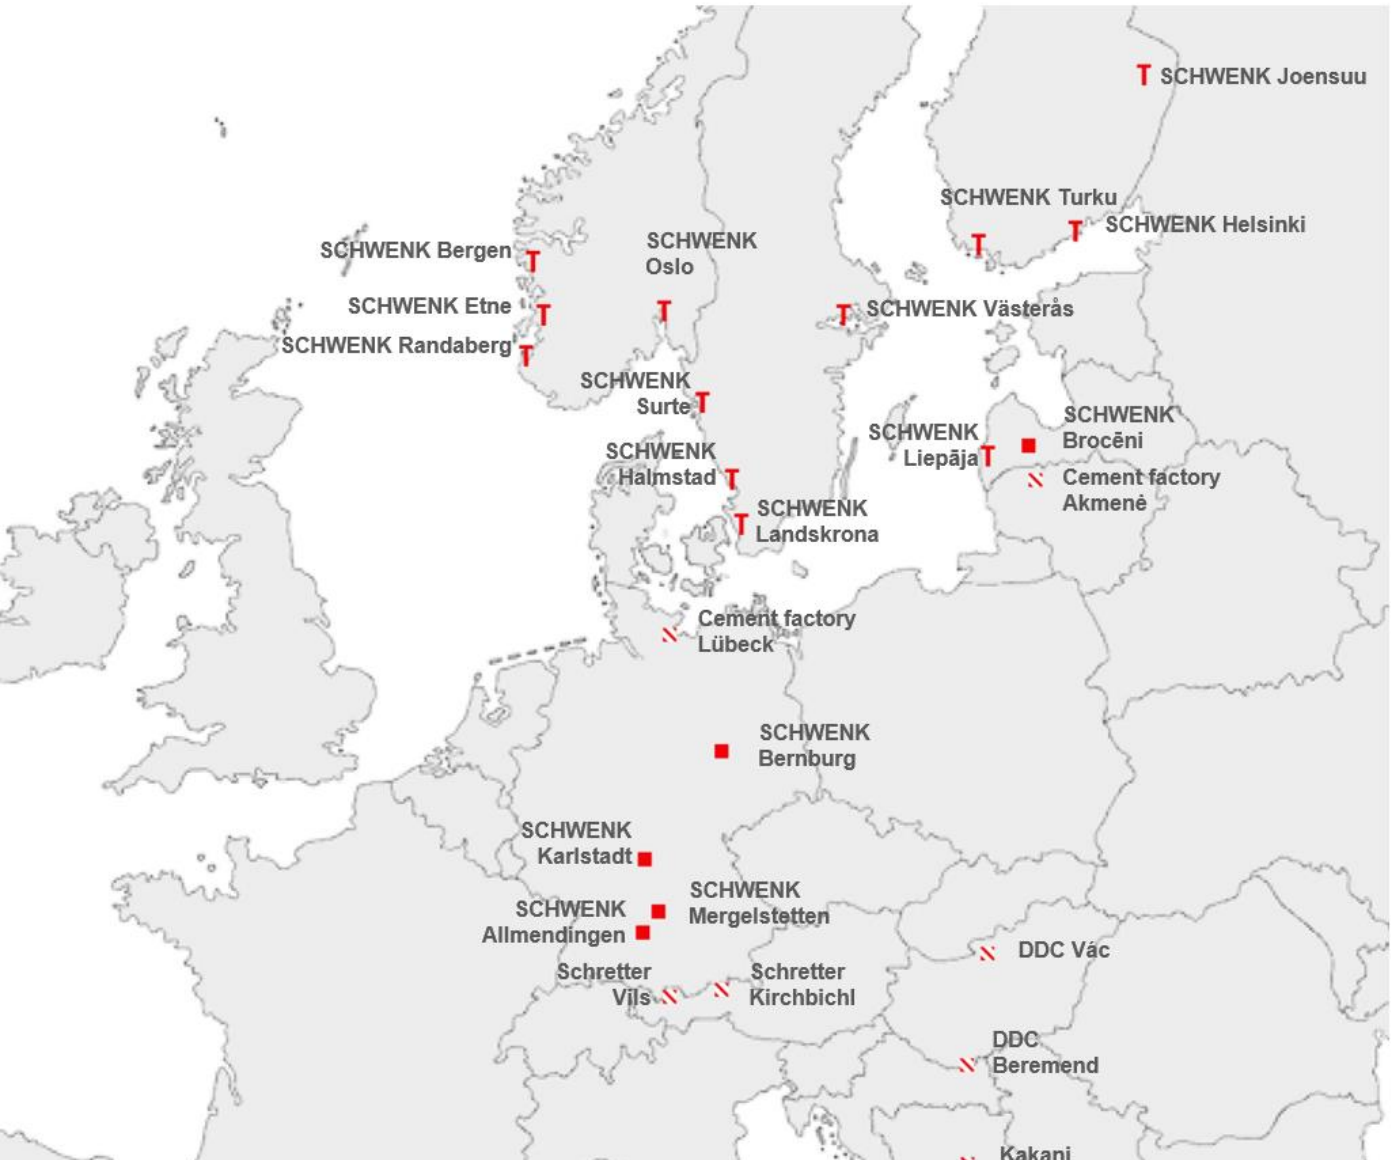 SCHWENK Joensuu
SCHWENK Turku
SCHWENK Helsinki
SCHWENK Bergen
SCHWENK
Oslo
SCHWENK Etne
SCHWENK Västerås
SCHWENK Randaberg
SCHWENK
Surte
SCHWENK
Brocēni
SCHWENK
Liepāja
SCHWENK
Halmstad
Cement factory
Akmenė
SCHWENK
Landskrona
Cement factory
Lübeck
SCHWENK
Bernburg
SCHWENK
Karlstadt
SCHWENK
Mergelstetten
SCHWENK
Allmendingen
DDC Vác
Schretter
Vils
Schretter
Kirchbichl
DDC
Beremend
Kakanj